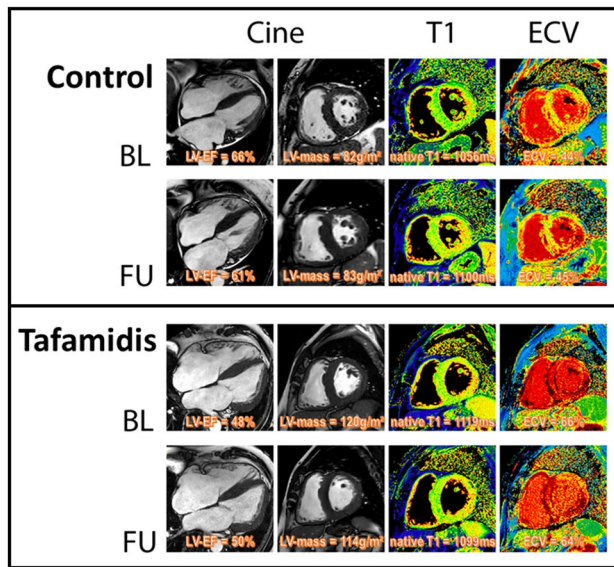 Cine T1 ECV
Control
BL
LV-EF = 66% LV-mass = 82g/m² native T1 = 1056ms ECV = 44%
FU
LV-EF = 61% LV-mass = 83g/m² native T1 = 1100ms ECV = 45%
Tafamidis
BL
LV-EF = 48% LV-mass = 120g/m² native T1 = 1119ms ECV = 66%
FU
LV-EF = 50% LV-mass = 114g/m² native T1 = 1099ms ECV = 64%